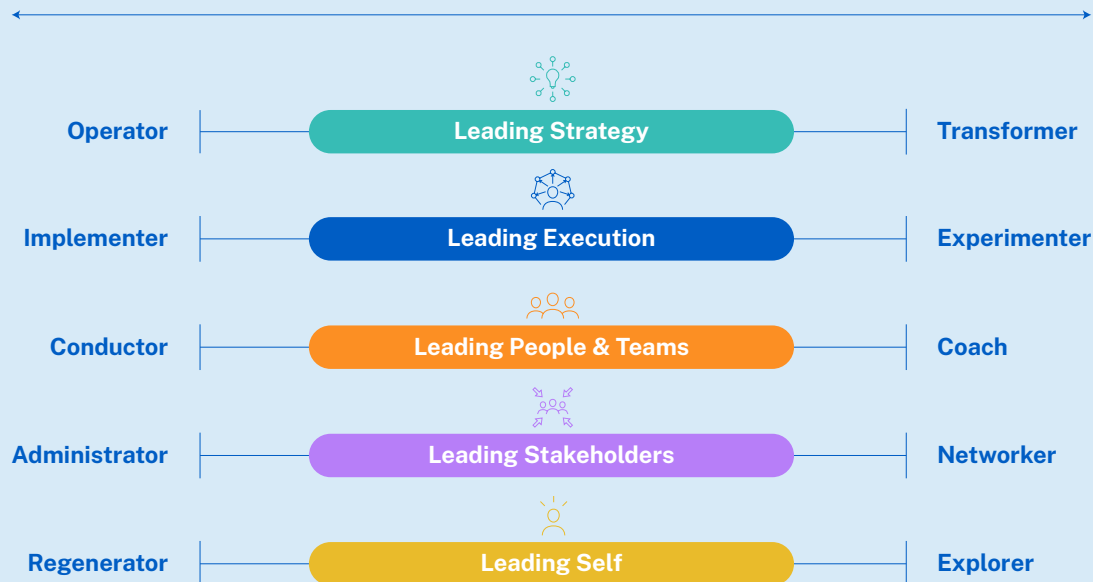 Operator
Leading Strategy
Transformer
Implementer
Leading Execution
Experimenter
Conductor
Leading People & Teams
Coach
Administrator
Leading Stakeholders
Networker
Regenerator
Leading Self
Explorer